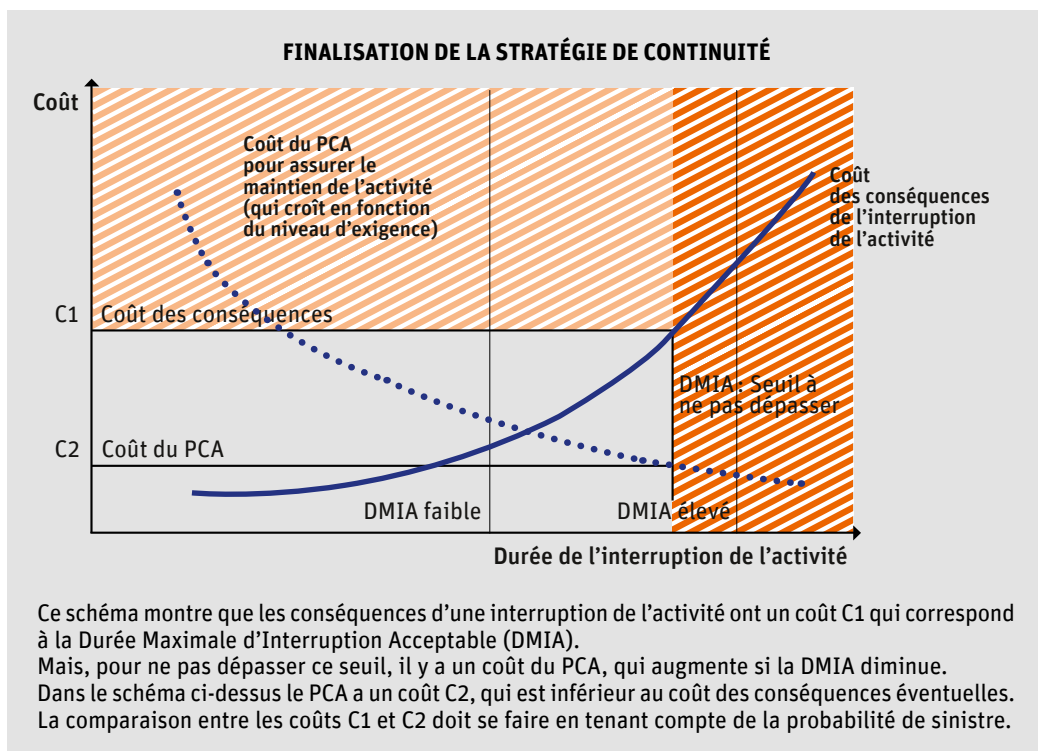 FINALISATION DE LA STRATÉGIE DE CONTINUITÉ
Coût
Coût du PCA
pour assurer le
maintien de l’activité
(qui croît en fonction
du niveau d’exigence)
Coût
des conséquences
de l’interruption
de l’activité
C1
Coût des conséquences
DMIA : Seuil à
ne pas dépasser
C2
Coût du PCA
DMIA faible
DMIA élevé
Durée de l’interruption de l’activité
Ce schéma montre que les conséquences d’une interruption de l’activité ont un coût C1 qui correspond
à la Durée Maximale d’Interruption Acceptable (DMIA).
Mais, pour ne pas dépasser ce seuil, il y a un coût du PCA, qui augmente si la DMIA diminue.
Dans le schéma ci-dessus le PCA a un coût C2, qui est inférieur au coût des conséquences éventuelles.
La comparaison entre les coûts C1 et C2 doit se faire en tenant compte de la probabilité de sinistre.